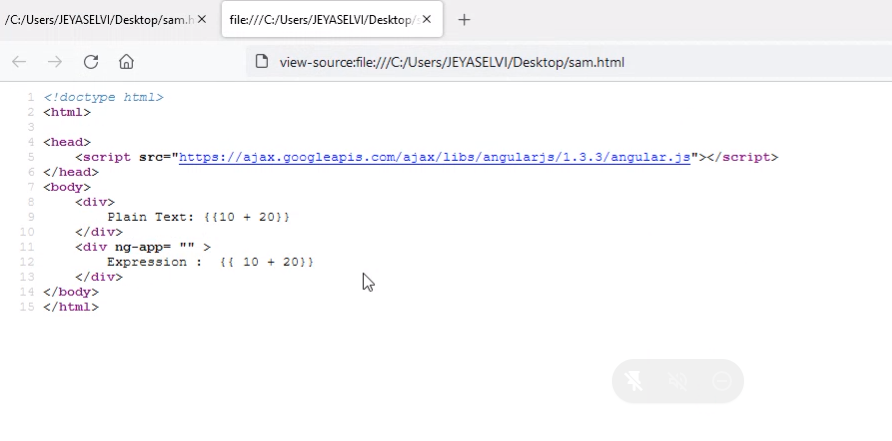 /C:/Users/JEYASELVI/Desktop/sam.h
file:///C:/Users/JEYASELVI/Desktop/s
view-source:file:///C:/Users/JEYASELVI/Desktop/sam.html
1 <!doctype html>
2 <html>
3
4 <head>
5 <script src="https://ajax.googleapis.com/ajax/libs/angularjs/1.3.3/angular.js"></script>
6 </head>
7 <body>
8 <div>
9 Plain Text: {{10 + 20}}
10 </div>
11 <div ng-app= "" >
12 Expression : {{ 10 + 20}}
13 </div>
14 </body>
15 </html>